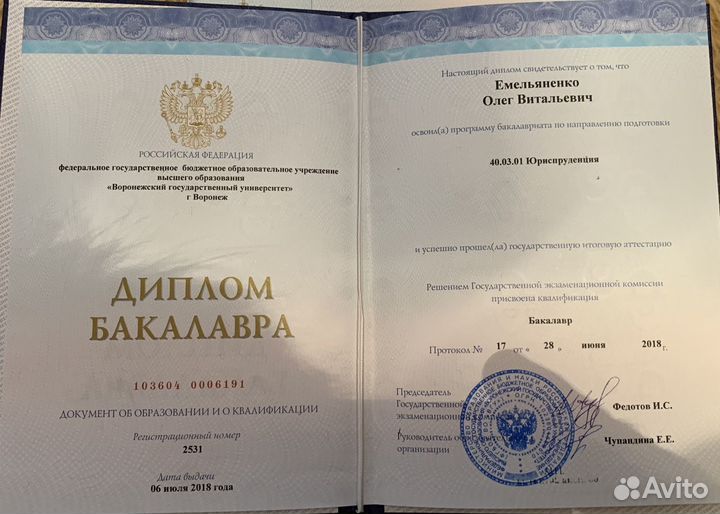 РОССИЙСКАЯ ФЕДЕРАЦИЯ
федеральное государственное бюджетное образовательное учреждение
высшего образования
«Воронежский государственный университет»
г Воронеж
ДИПЛОМ
БАКАЛАВРА
103604 0006191
ДОКУМЕНТ ОБ ОБРАЗОВАНИИ И О КВАЛИФИКАЦИИ
Регистрационный номер
2531
Дата выдачи
06 июля 2018 года
Настоящий диплом свидетельствует о том, что
Емельяненко
Олег Витальевич
освоил(а) программу бакалавриата по направлению подготовки
40.03.01 Юриспруденция
и успешно прошел(ла) государственную итоговую аттестацию
Решением Государственной экзаменационной комиссии
присвоена квалификация
Бакалавр
Протокол № 17 от « 28 » июня 2018 г.
Председатель
Государственной
экзаменационной
Федотов И.С.
Руководитель
организации
Чупандина Е.Е.
Avito